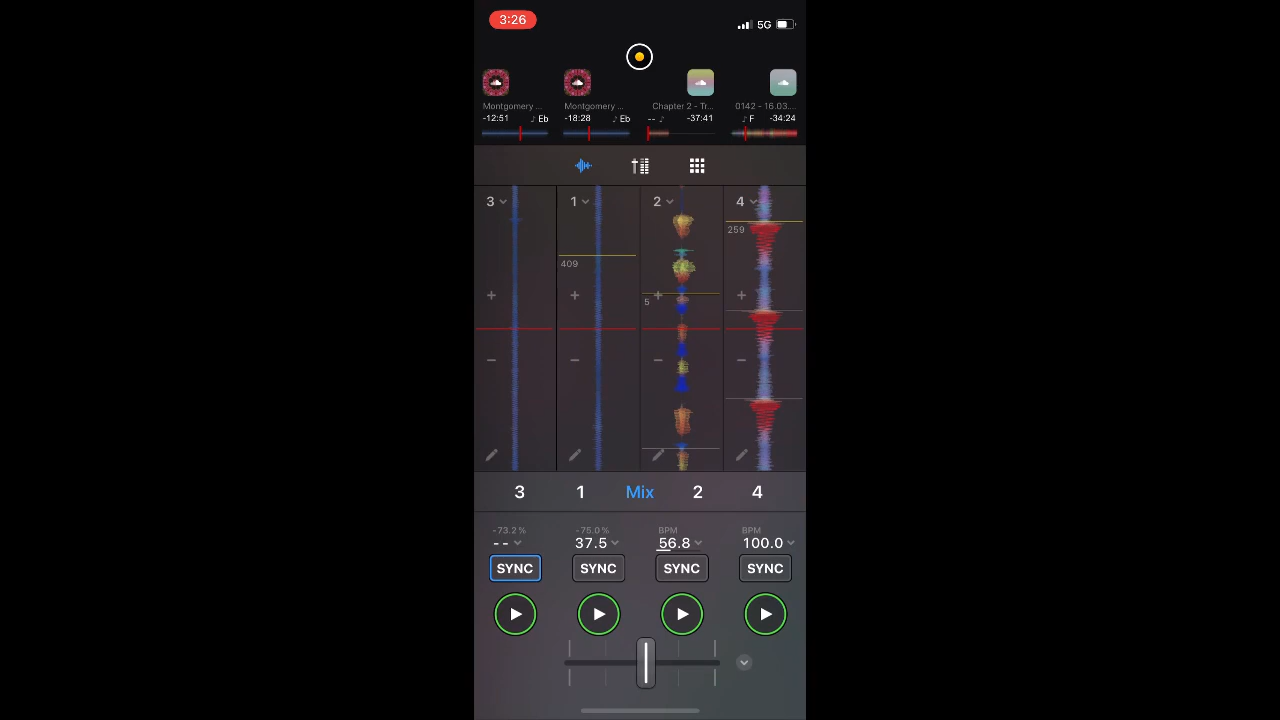 3:26
5G
Montgomery ... Montgomery ... Chapter 2 - Tr... 0142 - 16.03....
-12:51 ♪ Eb -18:28 ♪ Eb -- ♪ -37:41 ♪ F -34:24
3 1 2 4
259
409
5
3 1 Mix 2 4
-73.2 % -75.0 % BPM BPM
-- 37.5 56.8 100.0
SYNC SYNC SYNC SYNC